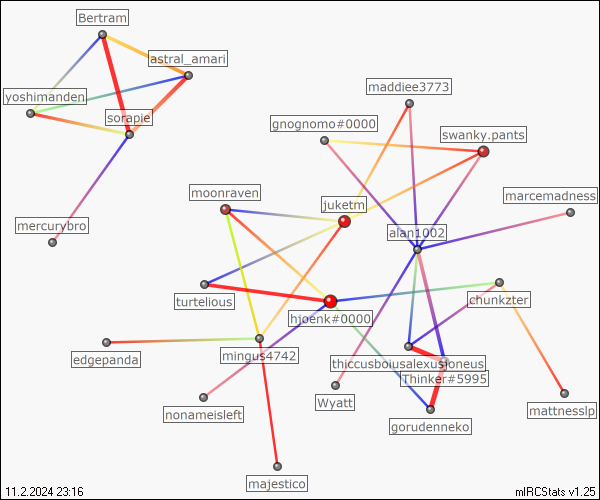 Bertram
astral_amari
yoshimanden
sorapie
mercurybro
maddiee3773
gnognomo#0000
swanky.pants
moonraven
juketm
marcemadness
alan1002
turtelious
hjoenk#0000
chunkzter
edgepanda
mingus4742
thiccusboiusalexusioneus
Thinker#5995
nonameisleft
Wyatt
mattnesslp
gorudenneko
majestico
11.2.2024 23:16
mIRCStats v1.25